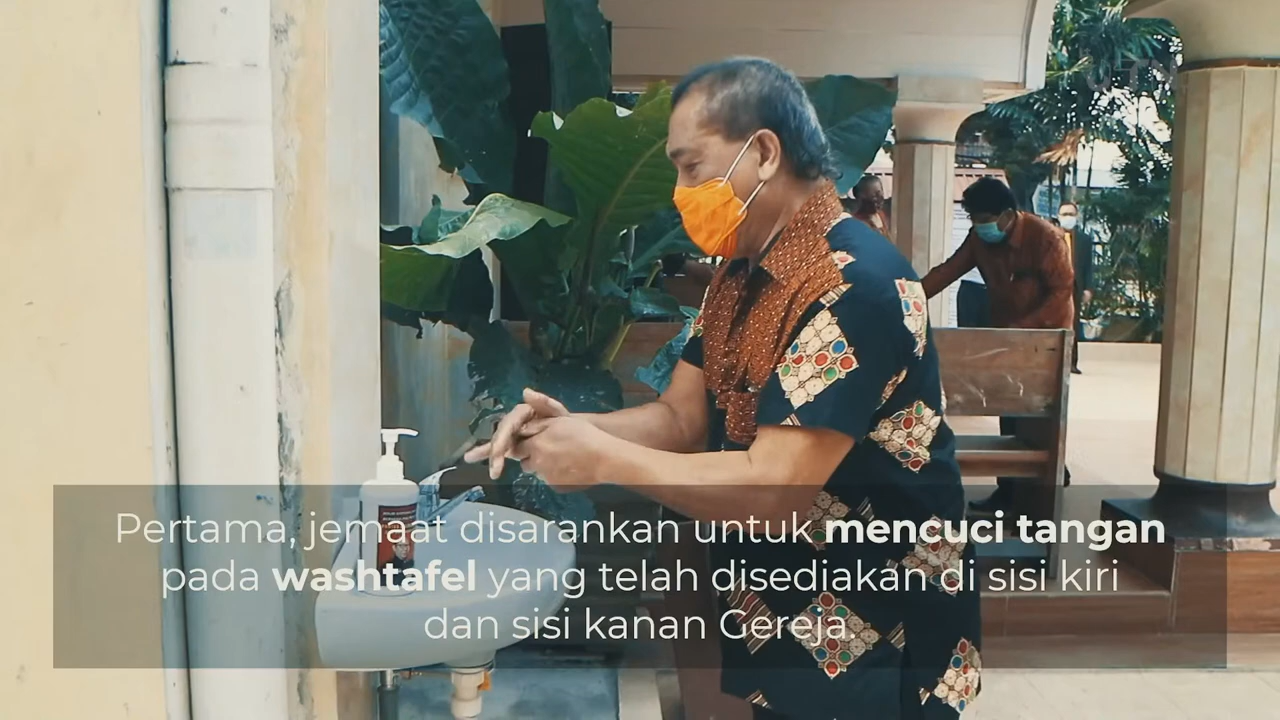 Pertama, jemaat disarankan untuk mencuci tangan
pada washtafel yang telah disediakan di sisi kiri
dan sisi kanan Gereja.